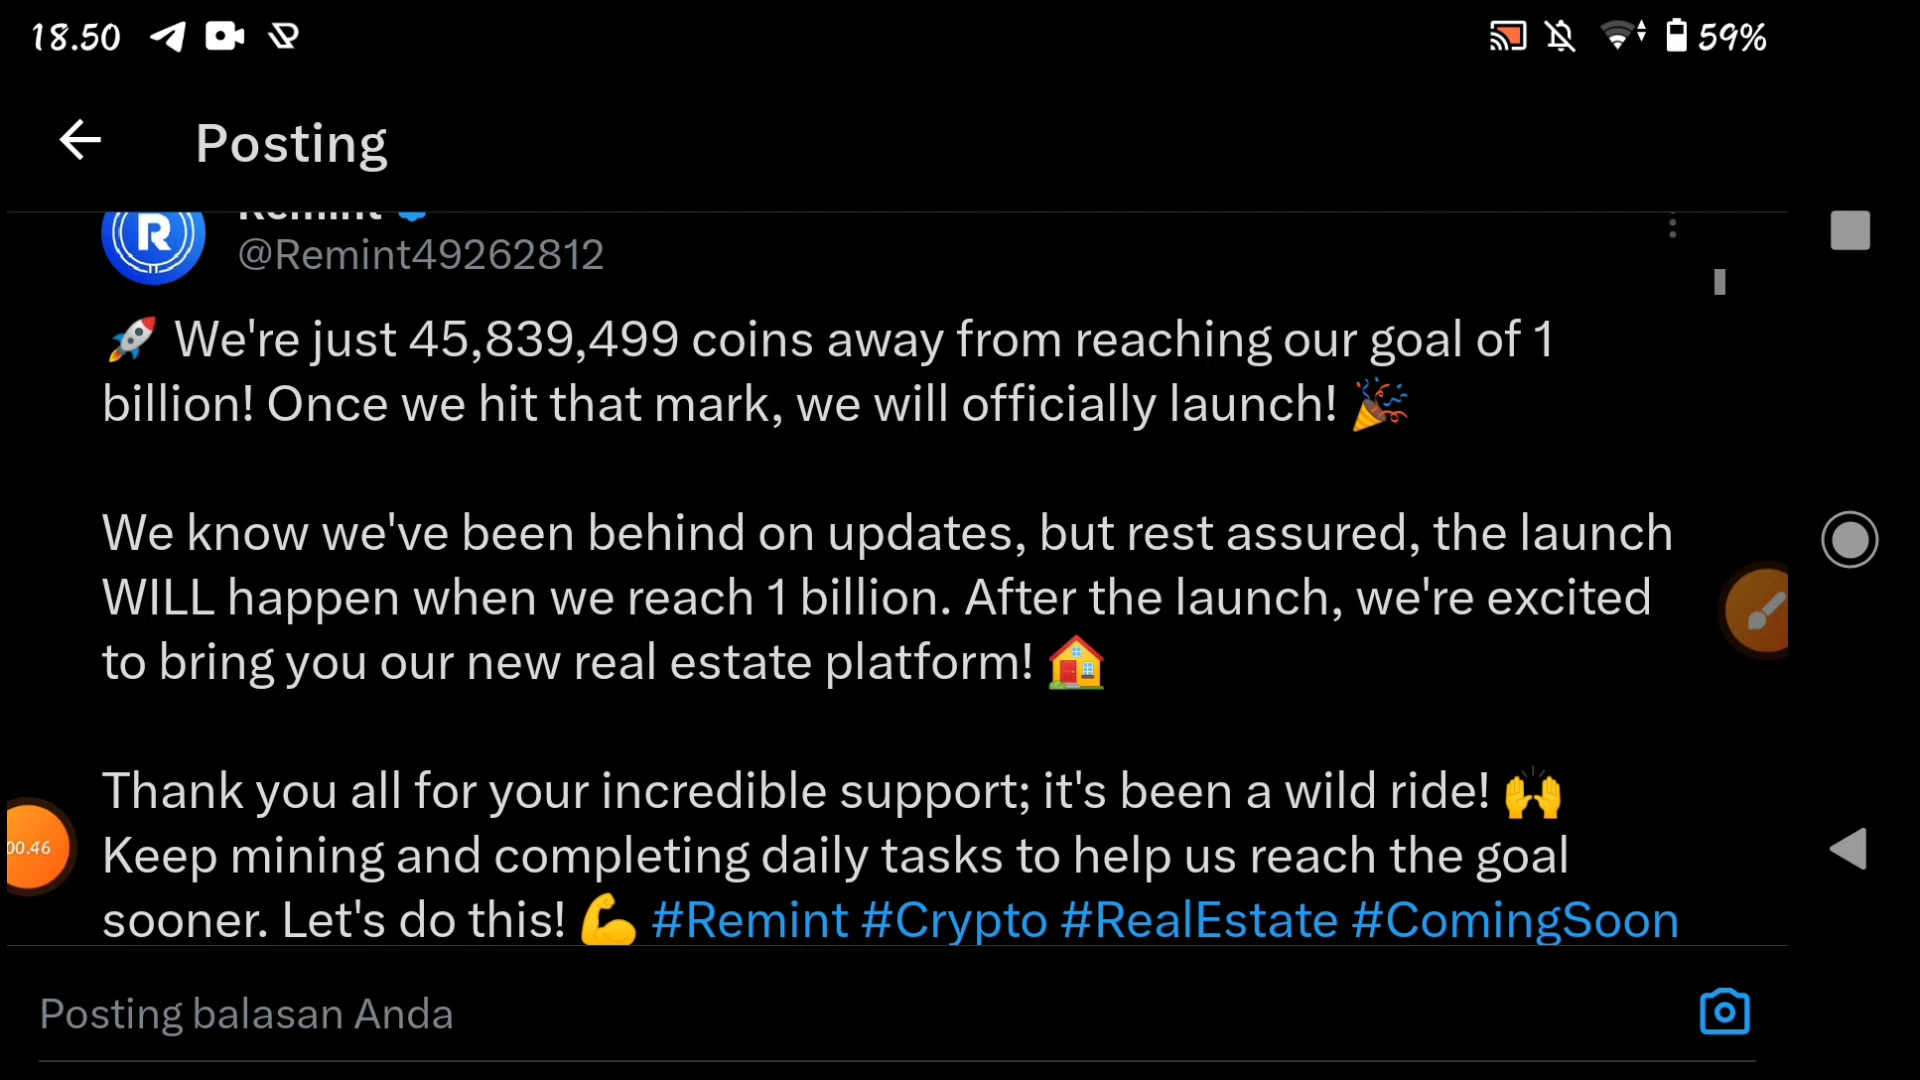 18.50
59%
Posting
Remint
@Remint49262812
🚀 We're just 45,839,499 coins away from reaching our goal of 1
billion! Once we hit that mark, we will officially launch! 🎉
We know we've been behind on updates, but rest assured, the launch
WILL happen when we reach 1 billion. After the launch, we're excited
to bring you our new real estate platform! 🏠
Thank you all for your incredible support; it's been a wild ride! 🙌
Keep mining and completing daily tasks to help us reach the goal
sooner. Let's do this! 💪 #Remint #Crypto #RealEstate #ComingSoon
00.46
Posting balasan Anda